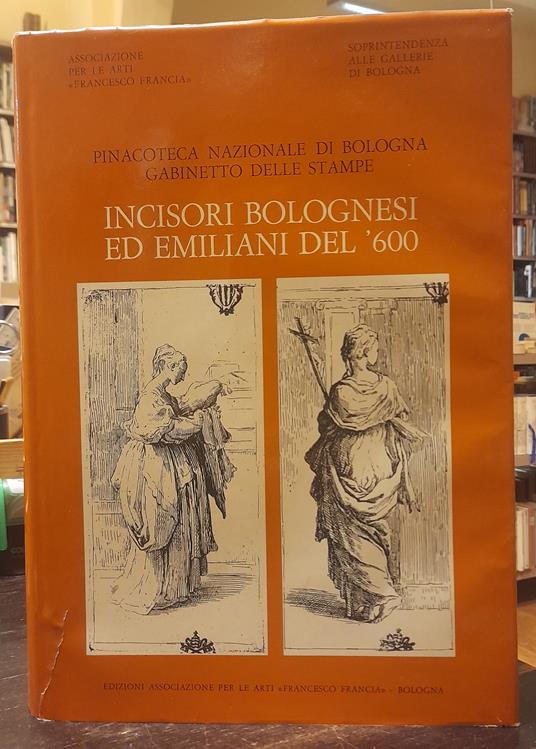 ASSOCIAZIONE
PER LE ARTI
«FRANCESCO FRANCIA»
SOPRINTENDENZA
ALLE GALLERIE
DI BOLOGNA
PINACOTECA NAZIONALE DI BOLOGNA
GABINETTO DELLE STAMPE
INCISORI BOLOGNESI
ED EMILIANI DEL '600
EDIZIONI ASSOCIAZIONE PER LE ARTI «FRANCESCO FRANCIA» - BOLOGNA